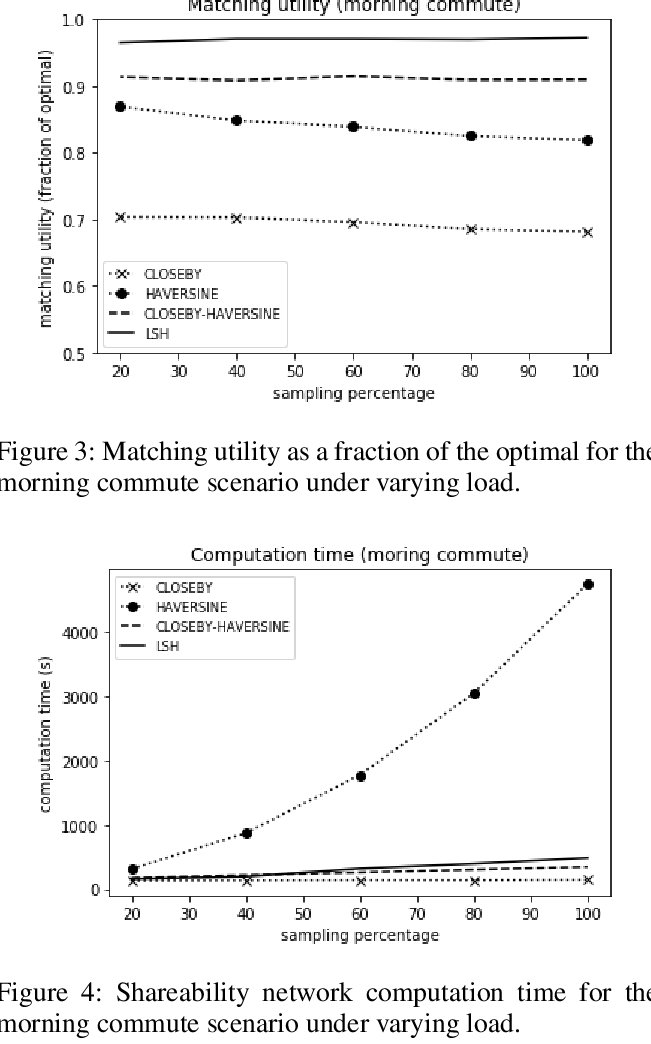 Matching utility (morning commute)
1.0
0.9
0.8
0.7
0.6
0.5
matching utility (fraction of optimal)
CLOSEBY
HAVERSINE
CLOSEBY-HAVERSINE
LSH
20 30 40 50 60 70 80 90 100
sampling percentage
Figure 3: Matching utility as a fraction of the optimal for the
morning commute scenario under varying load.
Computation time (moring commute)
CLOSEBY
HAVERSINE
CLOSEBY-HAVERSINE
LSH
4000
3000
2000
1000
0
computation time (s)
20 30 40 50 60 70 80 90 100
sampling percentage
Figure 4: Shareability network computation time for the
morning commute scenario under varying load.